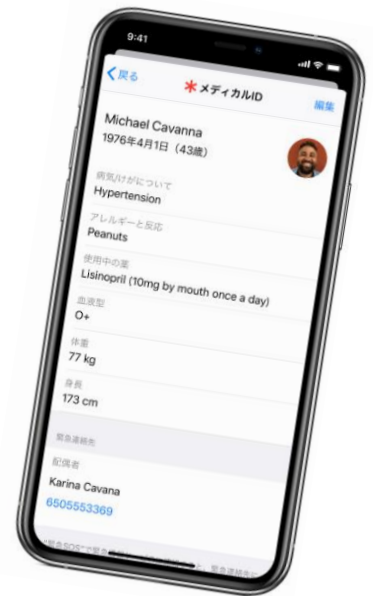 9:41
戻る
メディカルID
編集
Michael Cavanna
1976年4月1日（43歳）
病気/けがについて
Hypertension
アレルギーと反応
Peanuts
使用中の薬
Lisinopril (10mg by mouth once a day)
血液型
O+
体重
77 kg
身長
173 cm
緊急連絡先
配偶者
Karina Cavana
6505553369